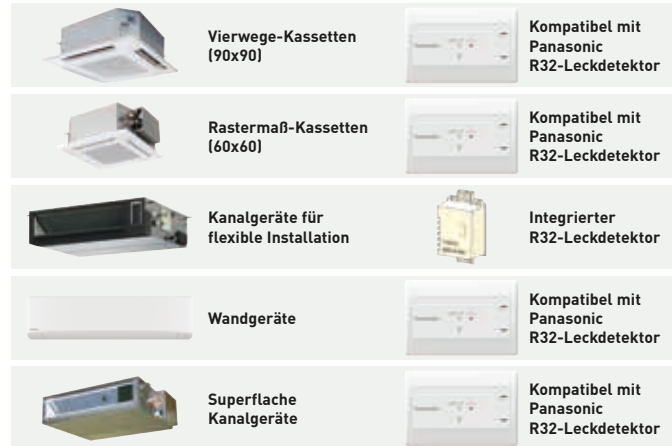 Vierwege-Kassetten
(90x90)
Kompatibel mit
Panasonic
R32-Leckdetektor
Rastermaß-Kassetten
(60x60)
Kompatibel mit
Panasonic
R32-Leckdetektor
Kanalgeräte für
flexible Installation
Integrierter
R32-Leckdetektor
Wandgeräte
Kompatibel mit
Panasonic
R32-Leckdetektor
Superflache
Kanalgeräte
Kompatibel mit
Panasonic
R32-Leckdetektor